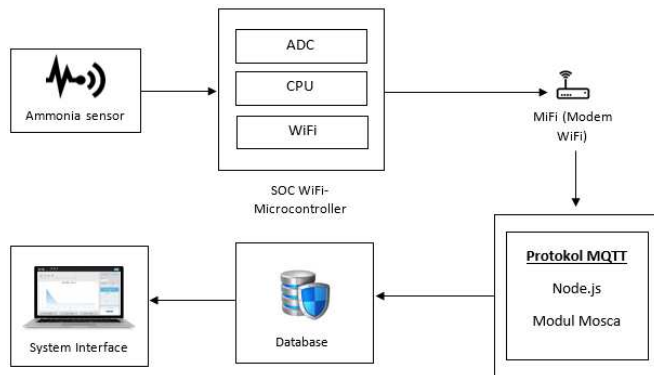 Ammonia sensor
ADC
CPU
WiFi
SOC WiFi-
Microcontroller
MiFi (Modem
WiFi)
Protokol MQTT
Node.js
Modul Mosca
Database
System Interface